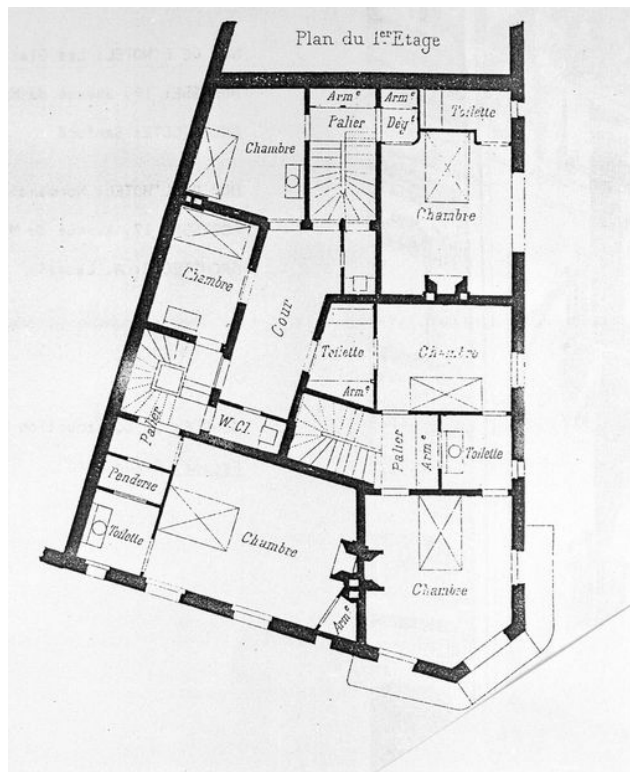 Plan du 1er Etage
Armᵉ
Armᵉ
Toilette
Palier
Dégt
Chambre
Chambre
Chambre
Cour
Toilette
Chambre
Armᵉ
W. Cl.
Palier
Palier
Armᵉ
Toilette
Penderie
Toilette
Chambre
Chambre
Armᵉ